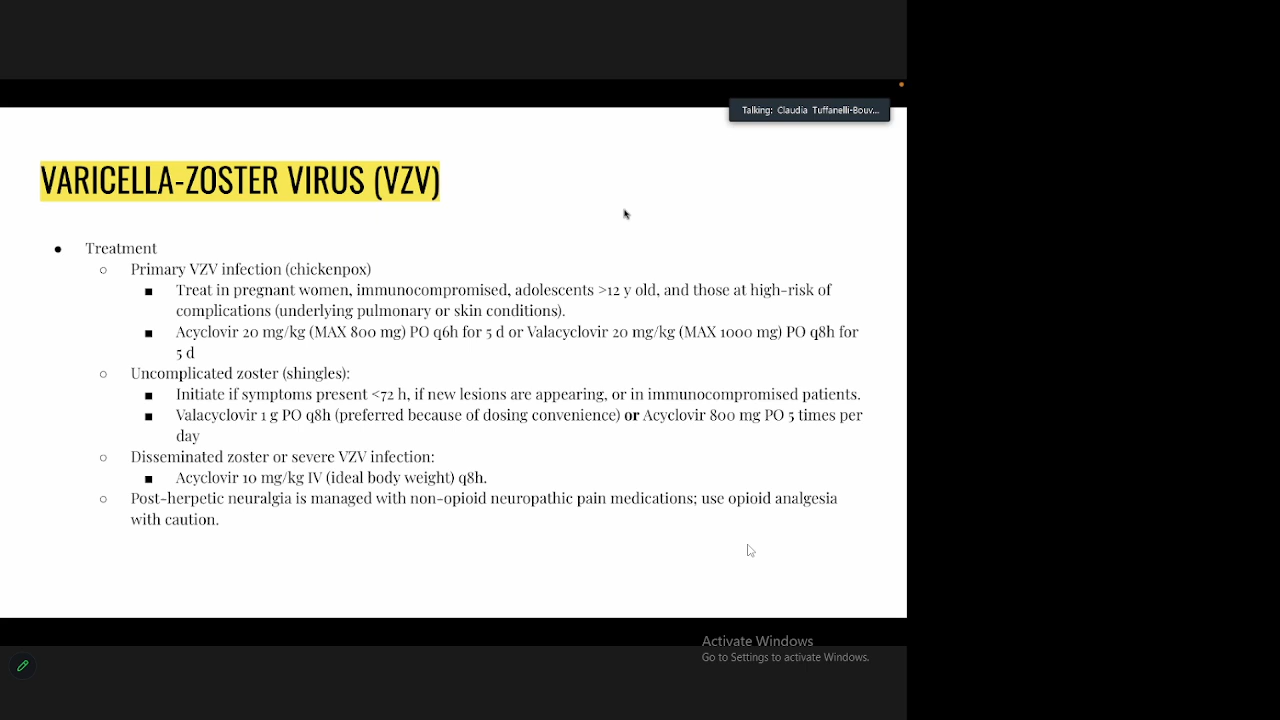 Talking: Claudia Tuffanelli-Bouv...
VARICELLA-ZOSTER VIRUS (VZV)
● Treatment
○ Primary VZV infection (chickenpox)
■ Treat in pregnant women, immunocompromised, adolescents >12 y old, and those at high-risk of
complications (underlying pulmonary or skin conditions).
■ Acyclovir 20 mg/kg (MAX 800 mg) PO q6h for 5 d or Valacyclovir 20 mg/kg (MAX 1000 mg) PO q8h for
5 d
○ Uncomplicated zoster (shingles):
■ Initiate if symptoms present <72 h, if new lesions are appearing, or in immunocompromised patients.
■ Valacyclovir 1 g PO q8h (preferred because of dosing convenience) or Acyclovir 800 mg PO 5 times per
day
○ Disseminated zoster or severe VZV infection:
■ Acyclovir 10 mg/kg IV (ideal body weight) q8h.
○ Post-herpetic neuralgia is managed with non-opioid neuropathic pain medications; use opioid analgesia
with caution.
Activate Windows
Go to Settings to activate Windows.